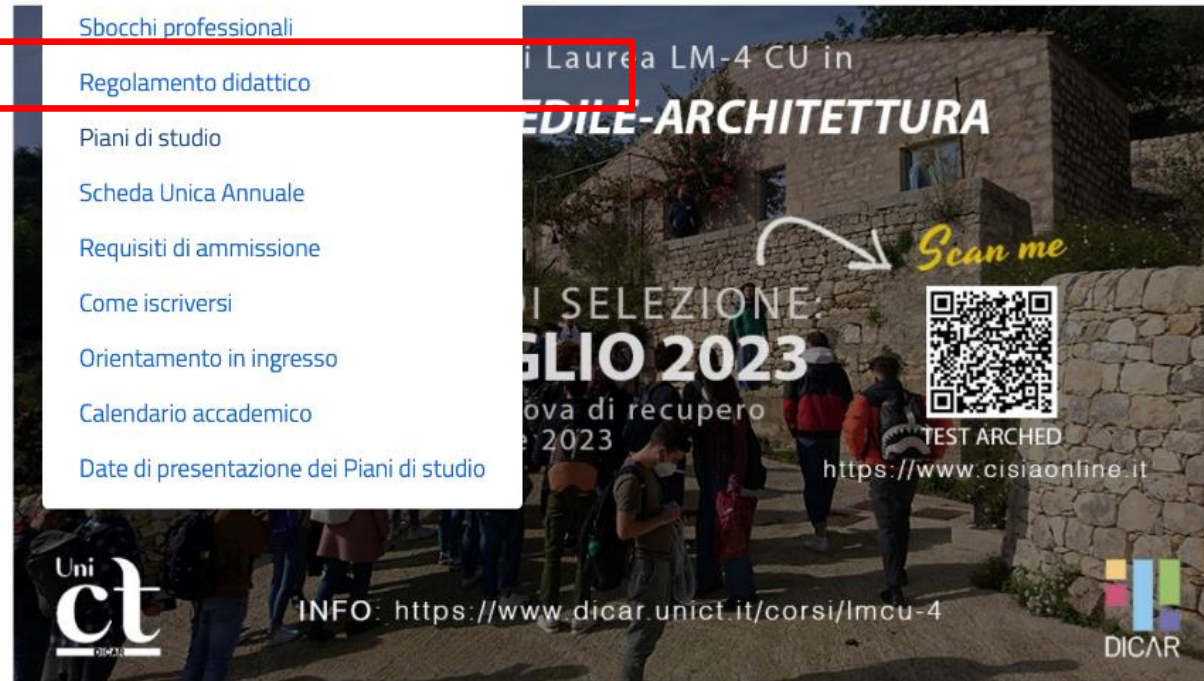 Sbocchi professionali
Regolamento didattico
Piani di studio
Scheda Unica Annuale
Requisiti di ammissione
Come iscriversi
Orientamento in ingresso
Calendario accademico
Date di presentazione dei Piani di studio
i Laurea LM-4 CU in
EDILE-ARCHITETTURA
Scan me
DI SELEZIONE:
GLIO 2023
ova di recupero
e 2023
TEST ARCHED
https://www.cisiaonline.it
Uni
ct
DICAR
INFO: https://www.dicar.unict.it/corsi/lmcu-4
DICAR